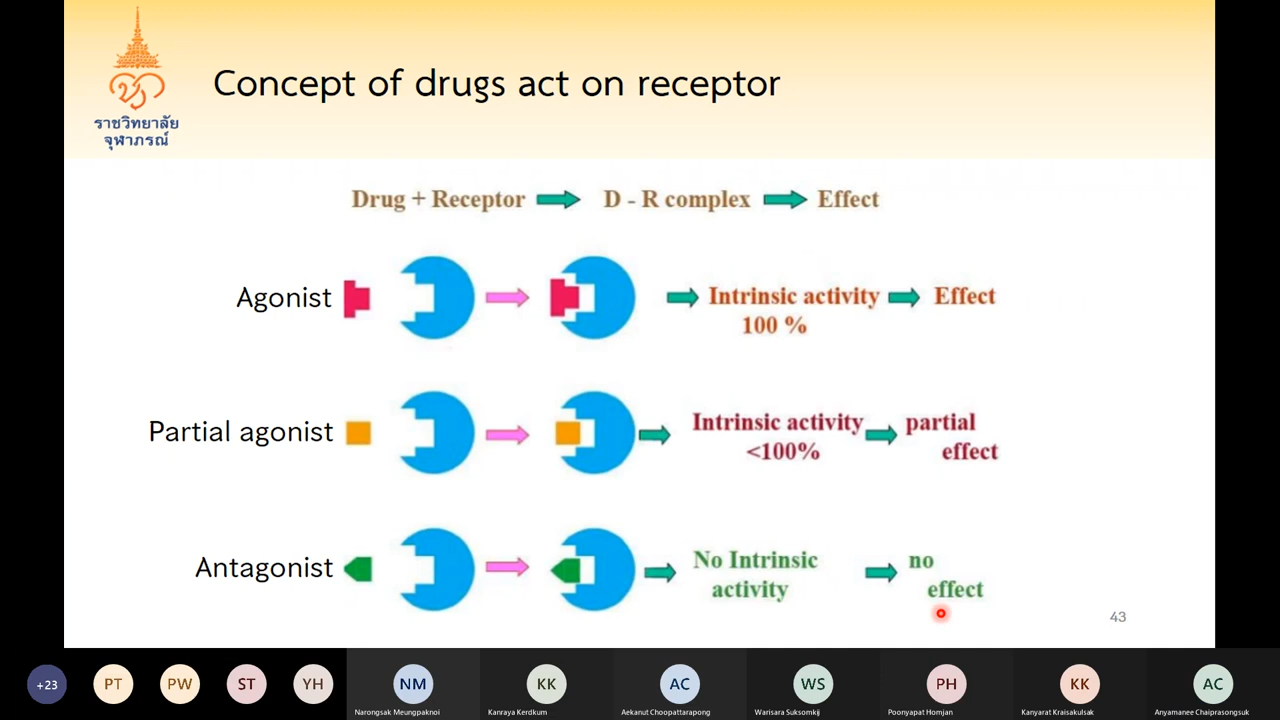 ราชวิทยาลัย
จุฬาภรณ์
Concept of drugs act on receptor
Drug + Receptor D - R complex Effect
Agonist Intrinsic activity Effect
100 %
Partial agonist Intrinsic activity partial
<100% effect
Antagonist No Intrinsic no
activity effect
43
+23 PT PW ST YH NM KK AC WS PH KK AC
Narongsak Meungpaknoi Kanraya Kerdkum Aekanut Choopattarapong Warisara Suksomkij Poonyapat Homjan Kanyarat Kraisakulsak Anyamanee Chaiprasongsuk